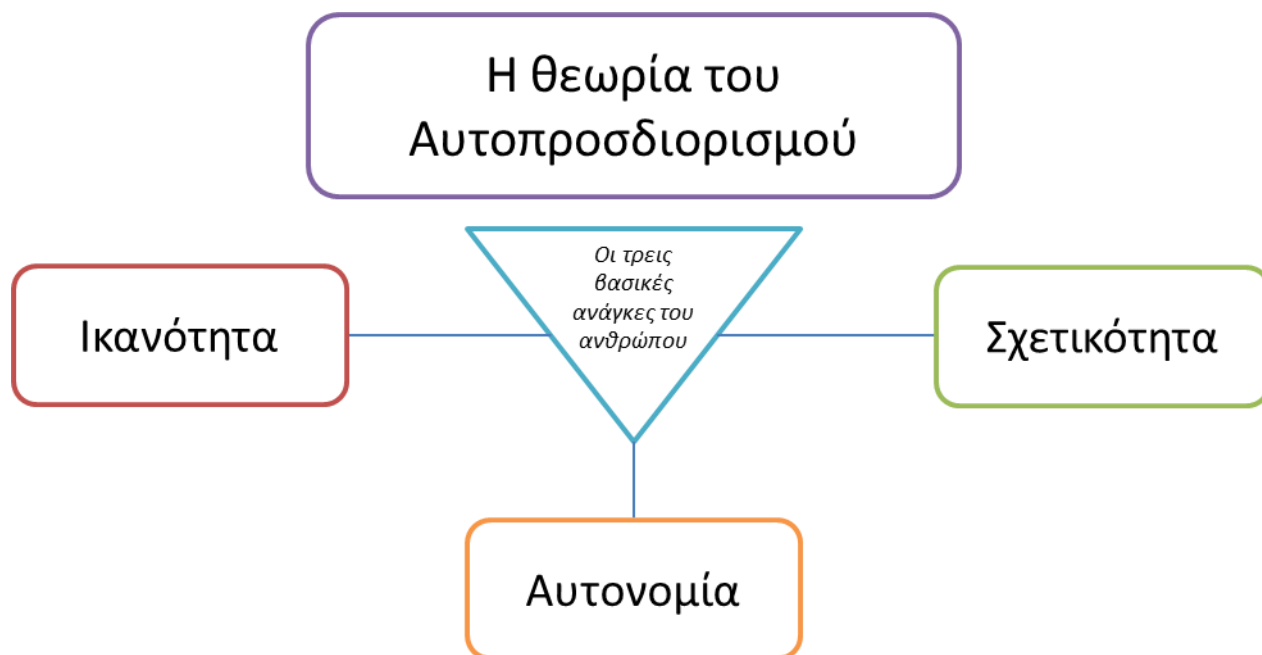 Η θεωρία του
Αυτοπροσδιορισμού
Οι τρεις
βασικές
ανάγκες του
ανθρώπου
Ικανότητα
Σχετικότητα
Αυτονομία